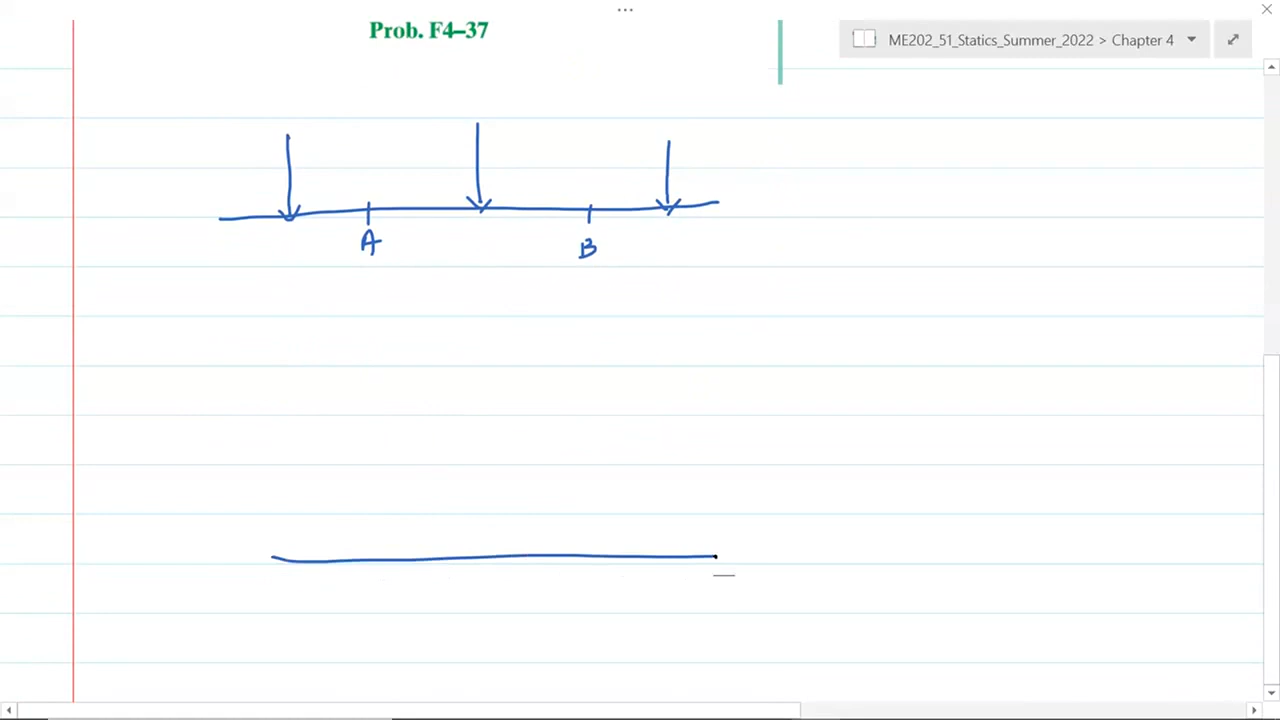 Prob. F4–37
ME202_51_Statics_Summer_2022 > Chapter 4
A
B